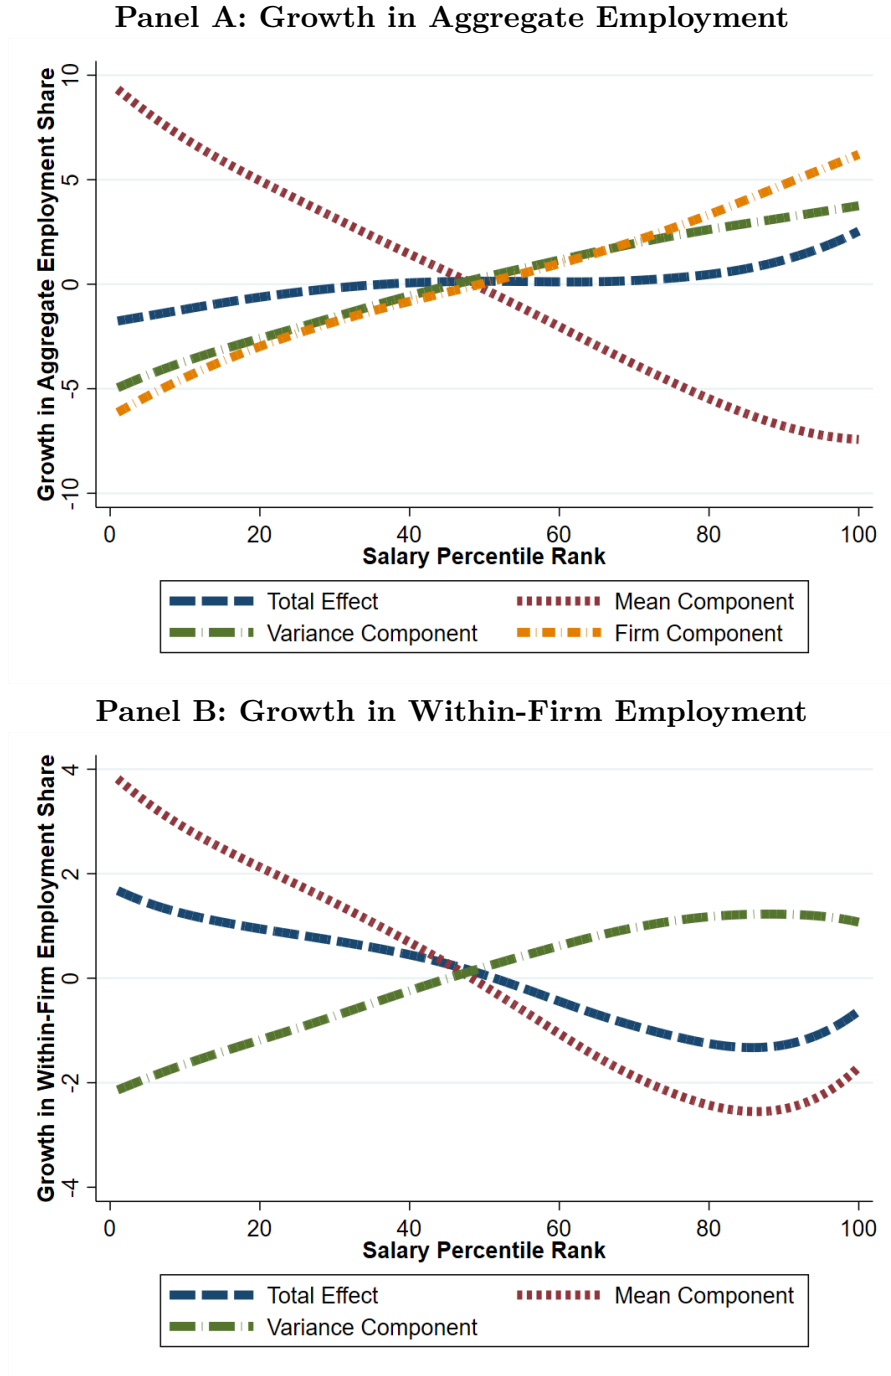 Panel A: Growth in Aggregate Employment
Growth in Aggregate Employment Share
10
5
0
-5
-10
0 20 40 60 80 100
Salary Percentile Rank
Total Effect Mean Component
Variance Component Firm Component
Panel B: Growth in Within-Firm Employment
Growth in Within-Firm Employment Share
4
2
0
-2
-4
0 20 40 60 80 100
Salary Percentile Rank
Total Effect Mean Component
Variance Component